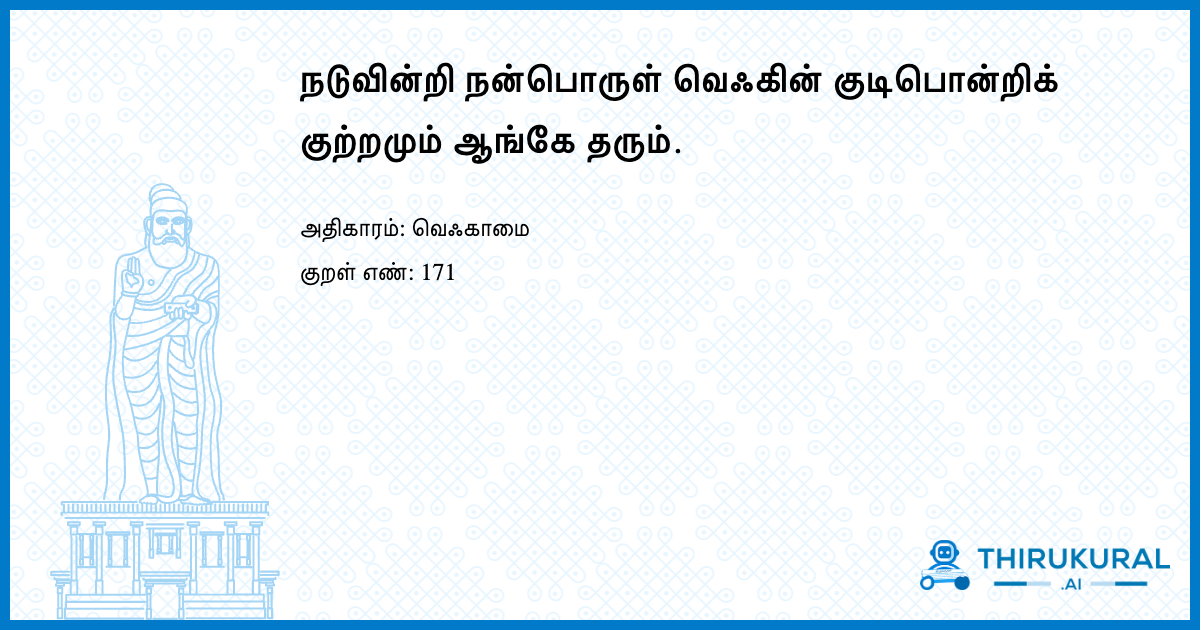 நடுவின்றி நன்பொருள் வெஃகின் குடிபொன்றிக்
குற்றமும் ஆங்கே தரும்.
அதிகாரம்: வெஃகாமை
குறள் எண்: 171
THIRUKURAL
.AI